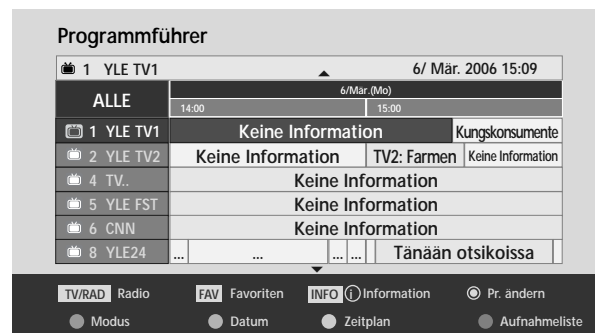 Programmführer
1 YLE TV1 6/ Mär. 2006 15:09
ALLE 6/Mär.(Mo)
14:00 15:00
1 YLE TV1 Keine Information Kungskonsumente
2 YLE TV2 Keine Information TV2: Farmen Keine Information
4 TV.. Keine Information
5 YLE FST Keine Information
6 CNN Keine Information
8 YLE24 ... ... ... ... Tänään otsikoissa
TV/RAD Radio FAV Favoriten INFO i Information Pr. ändern
Modus Datum Zeitplan Aufnahmeliste